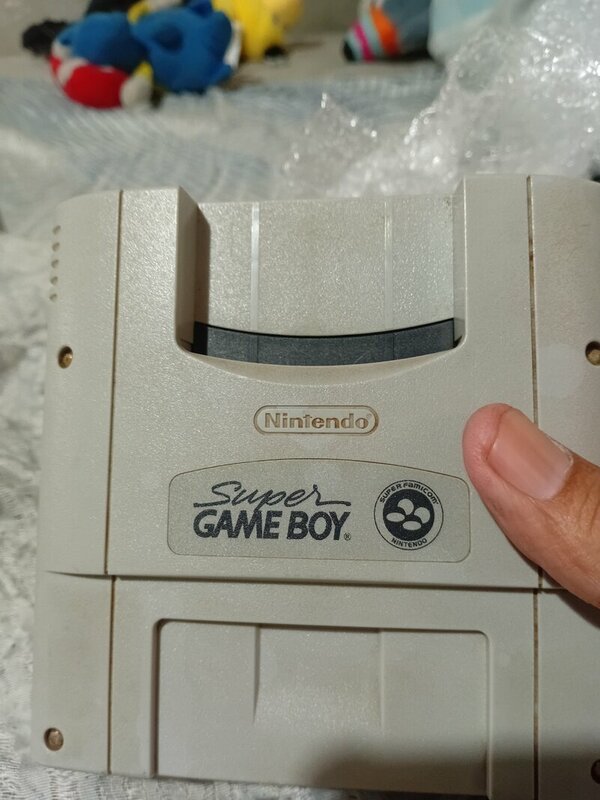 Nintendo®
Super
GAME BOY®
SUPER FAMICOM
NINTENDO